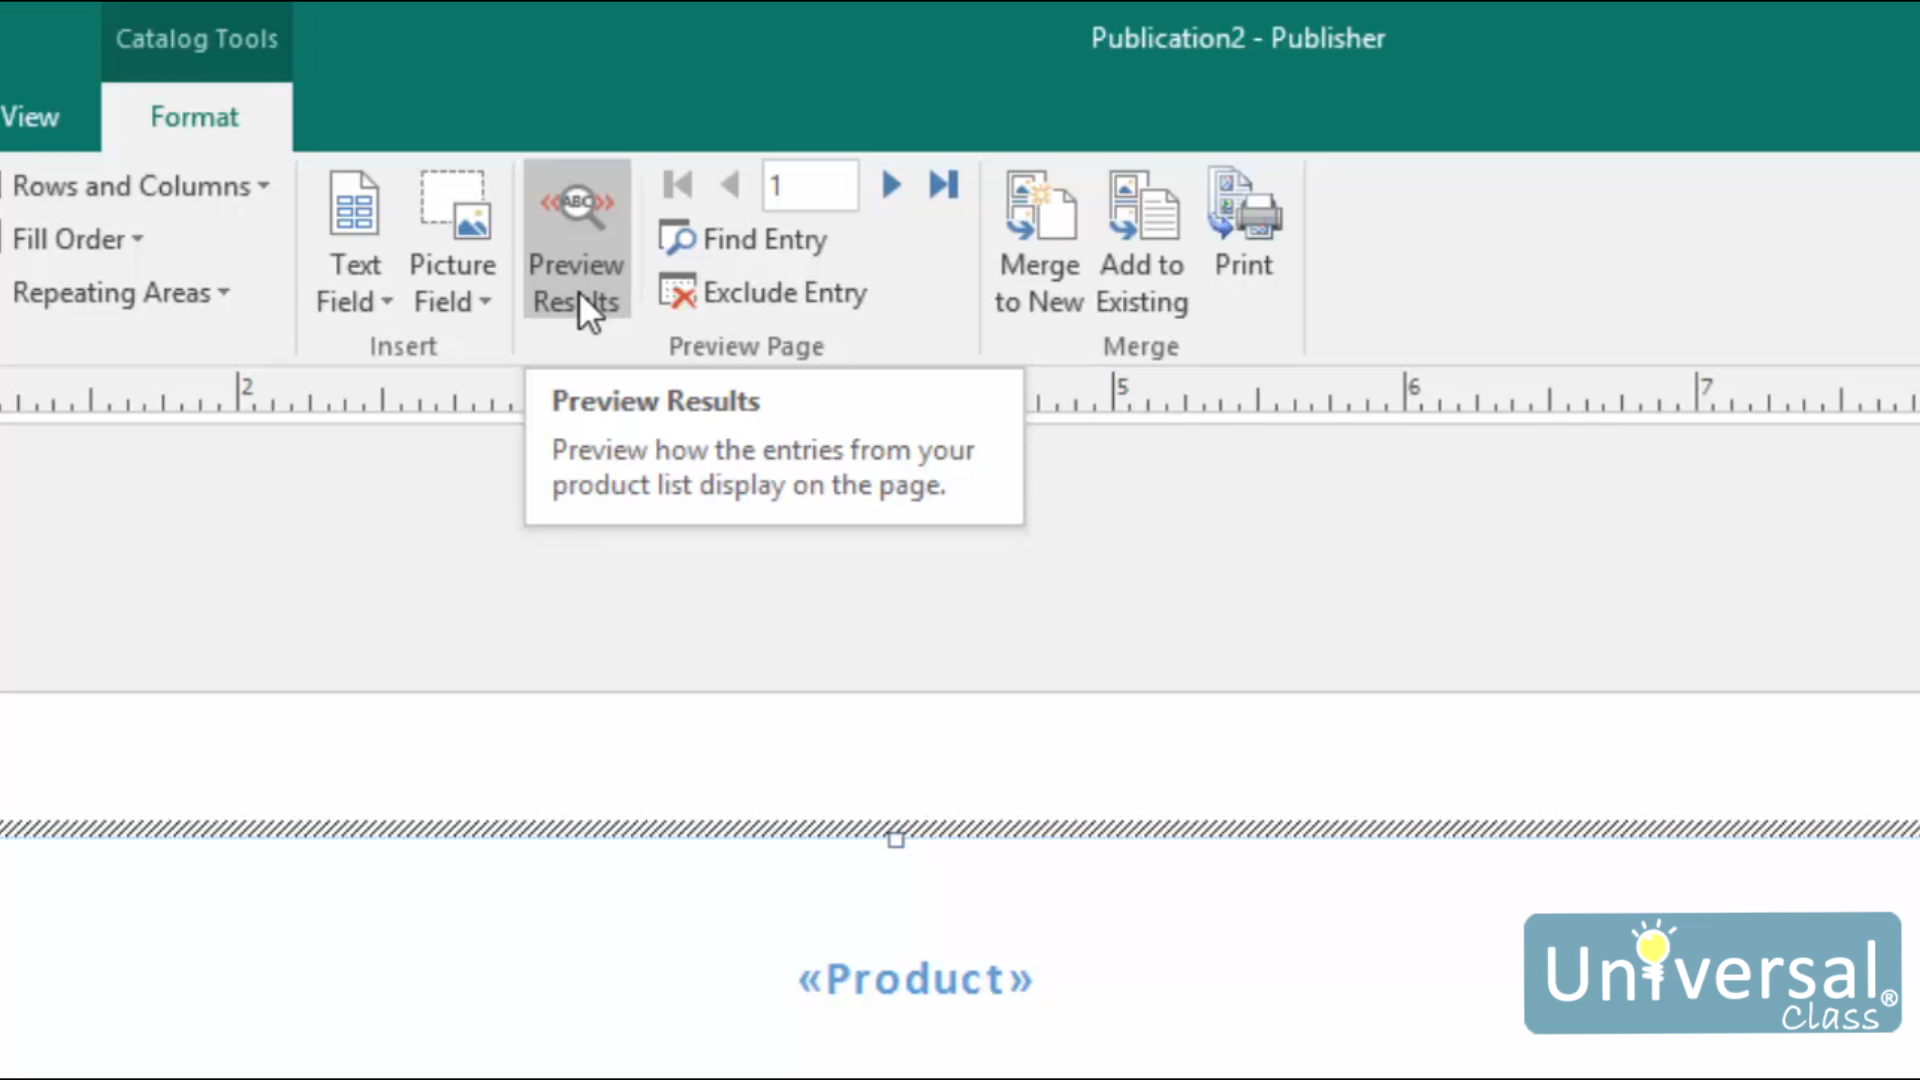 Catalog Tools
Publication2 - Publisher
View
Format
Rows and Columns
Fill Order
Repeating Areas
Text
Field
Picture
Field
Insert
ABC
Preview
Results
1
Find Entry
Exclude Entry
Preview Page
Merge
to New
Add to
Existing
Print
Merge
2
5
6
7
Preview Results
Preview how the entries from your
product list display on the page.
«Product»
Universal®
Class